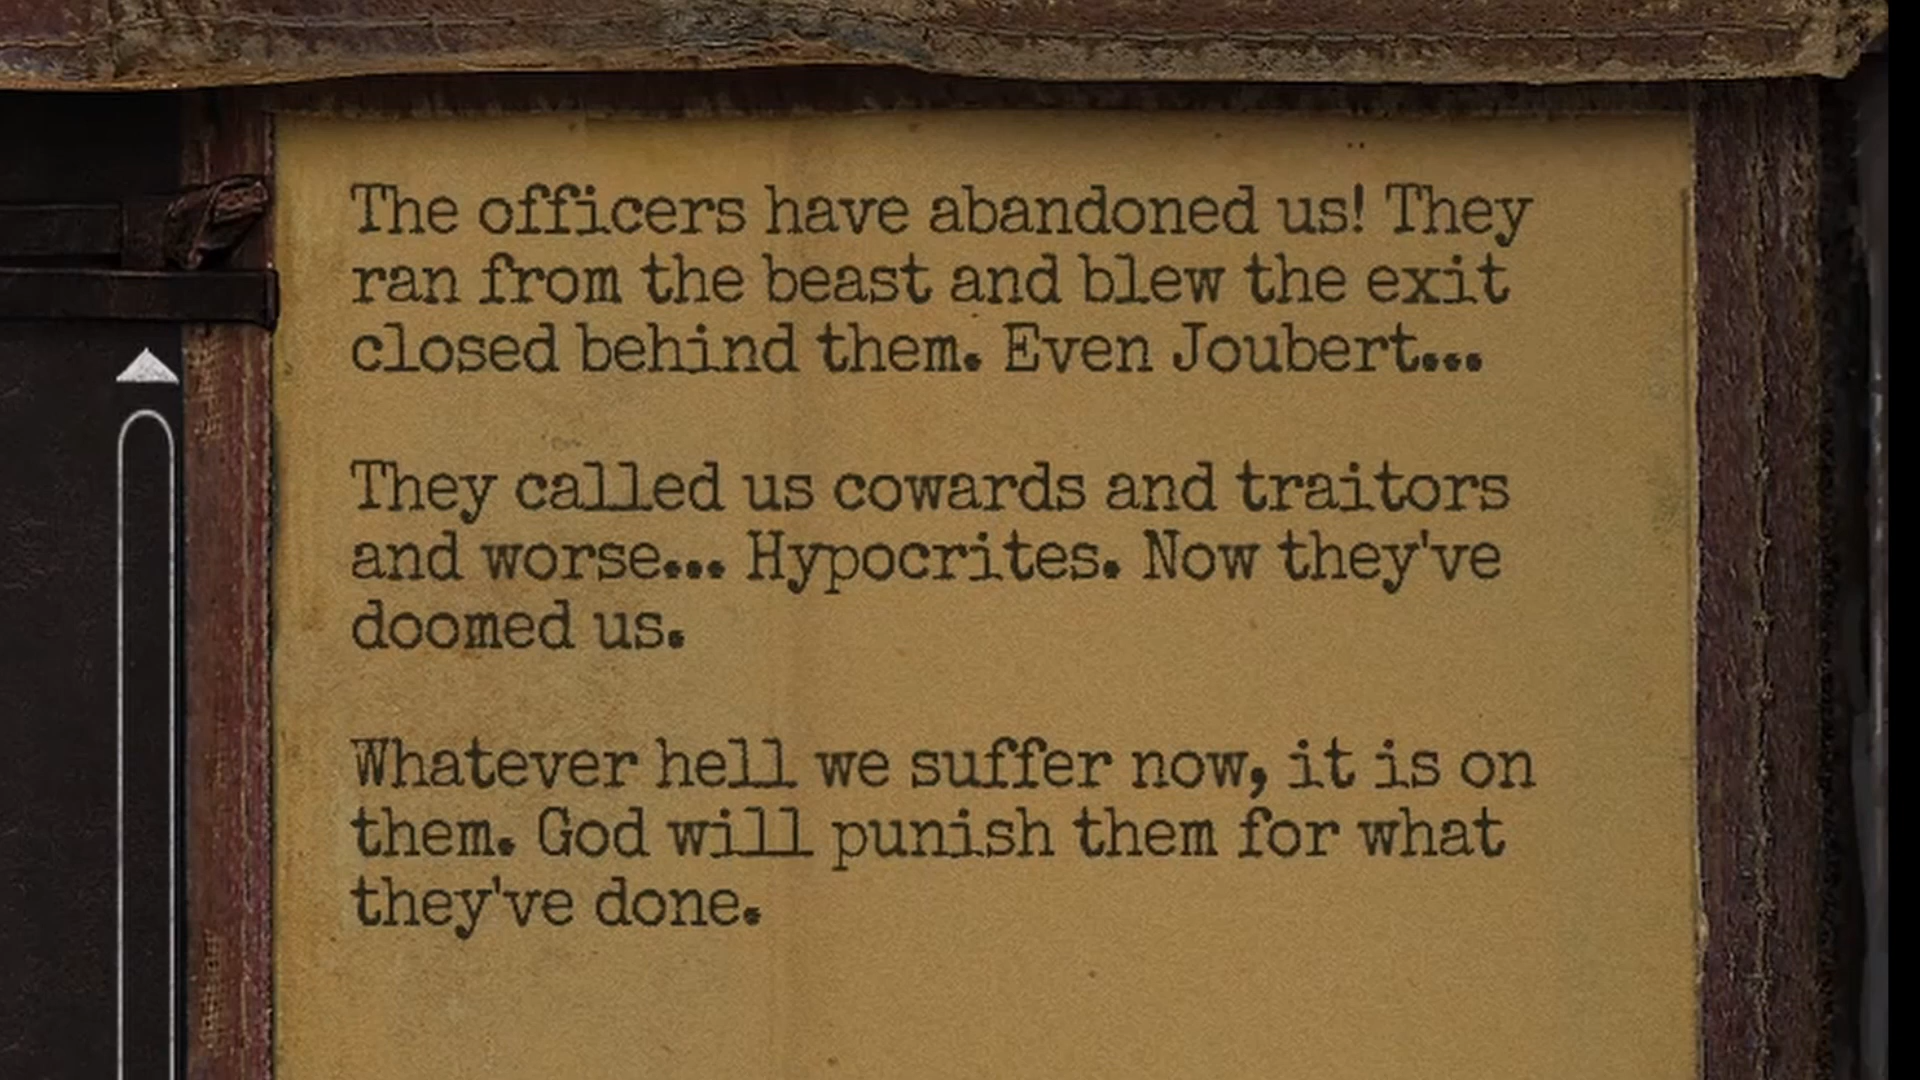 The officers have abandoned us! They
ran from the beast and blew the exit
closed behind them. Even Joubert...
They called us cowards and traitors
and worse... Hypocrites. Now they've
doomed us.
Whatever hell we suffer now, it is on
them. God will punish them for what
they've done.